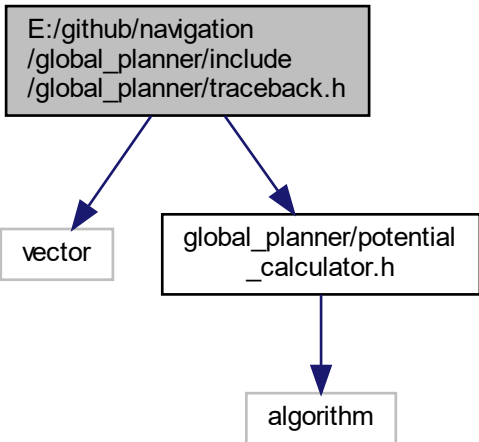 E:/github/navigation
/global_planner/include
/global_planner/traceback.h
vector
global_planner/potential
_calculator.h
algorithm